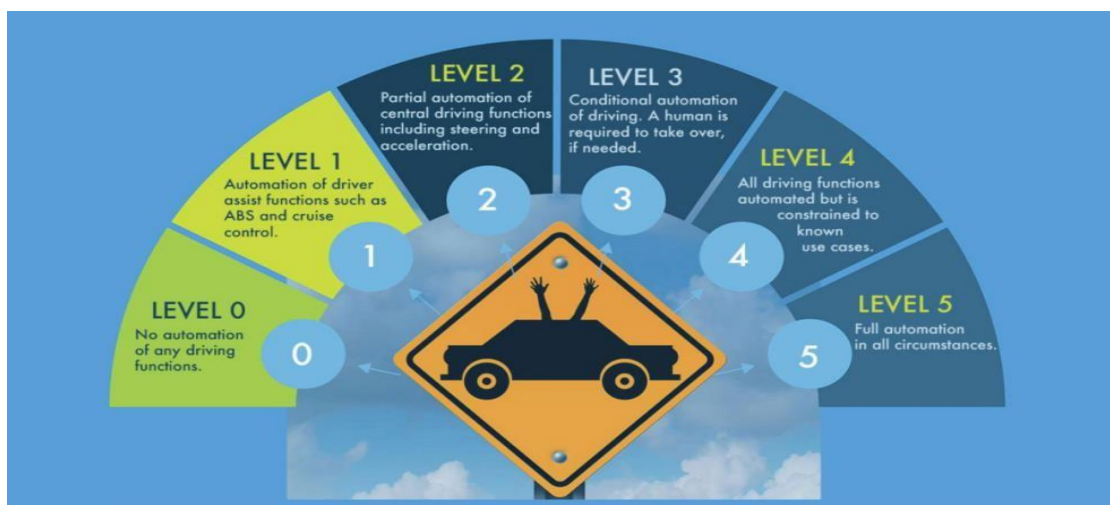 LEVEL 0
No automation
of any driving
functions.
0
LEVEL 1
Automation of driver
assist functions such as
ABS and cruise
control.
1
LEVEL 2
Partial automation of
central driving functions
including steering and
acceleration.
2
LEVEL 3
Conditional automation
of driving. A human is
required to take over,
if needed.
3
LEVEL 4
All driving functions
automated but is
constrained to
known
use cases.
4
LEVEL 5
Full automation
in all circumstances.
5